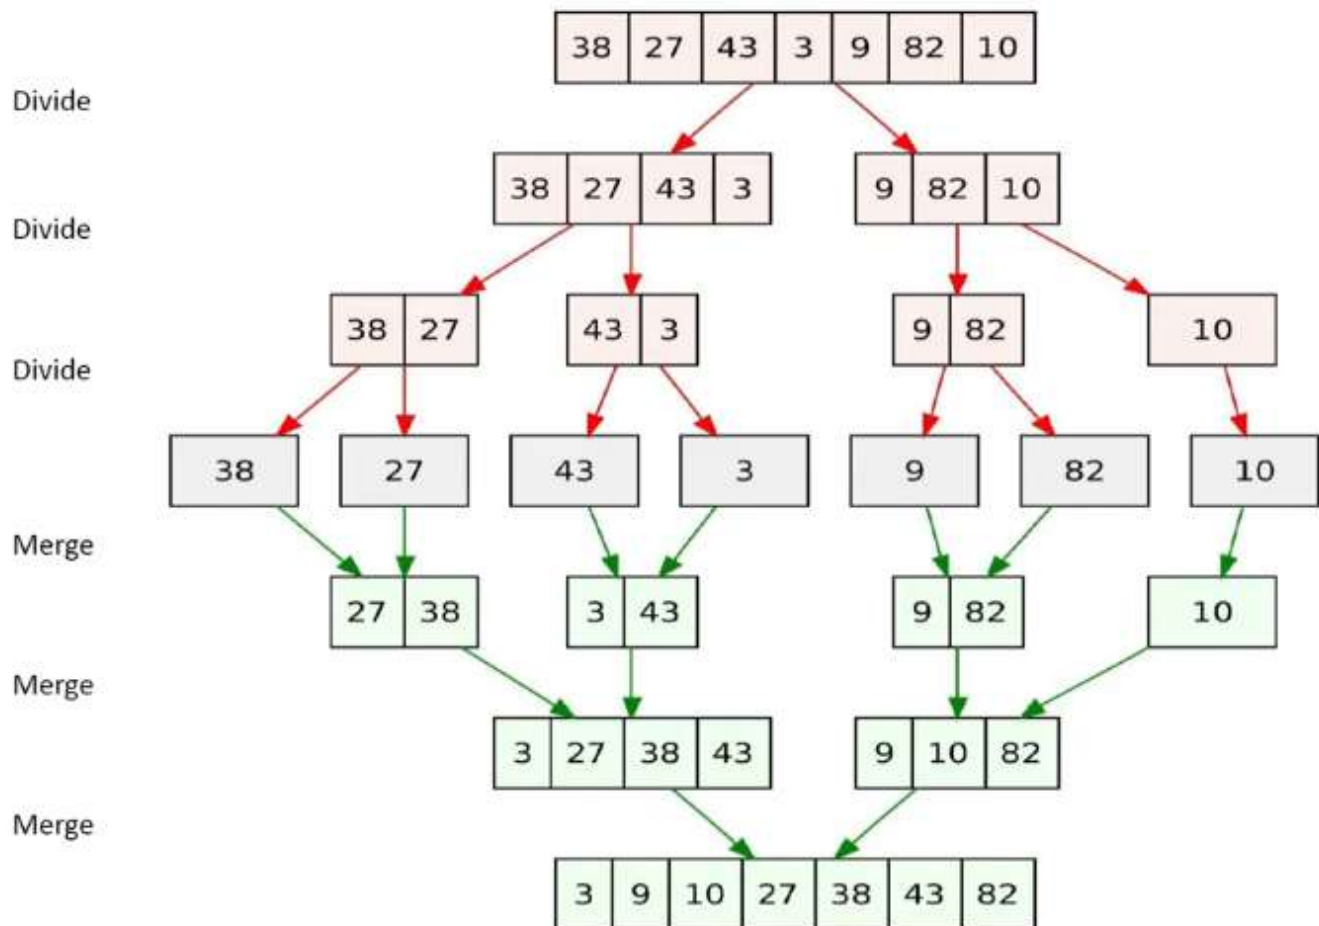 38 27 43 3 9 82 10
Divide
38 27 43 3 9 82 10
Divide
38 27 43 3 9 82 10
Divide
38 27 43 3 9 82 10
Merge
27 38 3 43 9 82 10
Merge
3 27 38 43 9 10 82
Merge
3 9 10 27 38 43 82